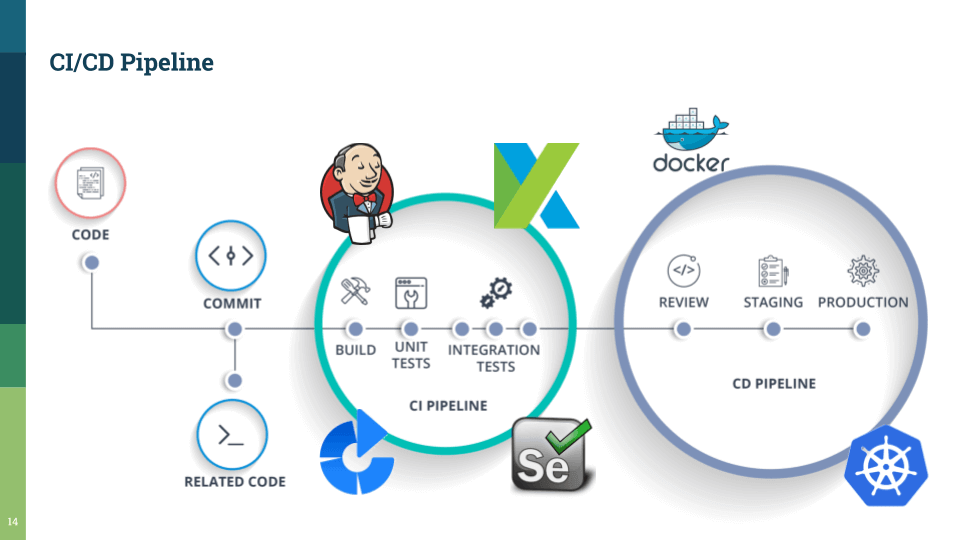 CI/CD Pipeline
docker
CODE
COMMIT
REVIEW
STAGING
PRODUCTION
BUILD
UNIT
TESTS
INTEGRATION
TESTS
CD PIPELINE
CI PIPELINE
Se
RELATED CODE
14